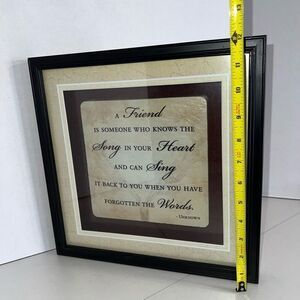 A Friend
IS SOMEONE WHO KNOWS THE
Song IN YOUR Heart
AND CAN Sing
IT BACK TO YOU WHEN YOU HAVE
FORGOTTEN THE Words.
- UNKNOWN